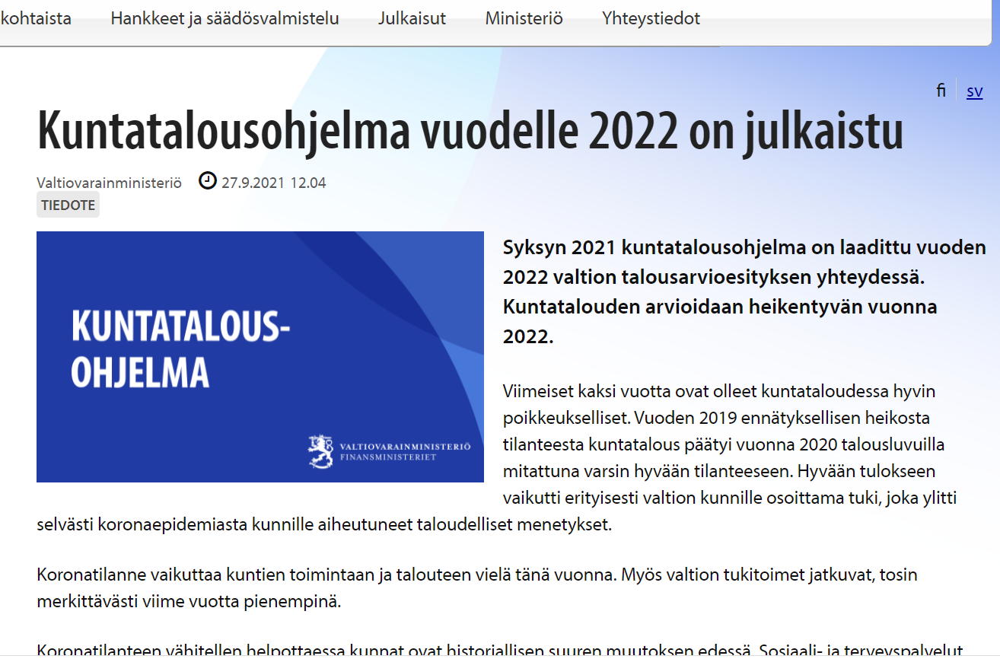 kohtaista Hankkeet ja säädösvalmistelu Julkaisut Ministeriö Yhteystiedot
fi sv
Kuntatalousohjelma vuodelle 2022 on julkaistu
Valtiovarainministeriö 27.9.2021 12.04
TIEDOTE
KUNTATALOUS-
OHJELMA
VALTIOVARAINMINISTERIÖ
FINANSMINISTERIET
Syksyn 2021 kuntatalousohjelma on laadittu vuoden
2022 valtion talousarvioesityksen yhteydessä.
Kuntatalouden arvioidaan heikentyvän vuonna
2022.
Viimeiset kaksi vuotta ovat olleet kuntataloudessa hyvin
poikkeukselliset. Vuoden 2019 ennätyksellisen heikosta
tilanteesta kuntatalous päätyi vuonna 2020 talousluvuilla
mitattuna varsin hyvään tilanteeseen. Hyvään tulokseen
vaikutti erityisesti valtion kunnille osoittama tuki, joka ylitti
selvästi koronaepidemiasta kunnille aiheutuneet taloudelliset menetykset.
Koronatilanne vaikuttaa kuntien toimintaan ja talouteen vielä tänä vuonna. Myös valtion tukitoimet jatkuvat, tosin
merkittävästi viime vuotta pienempinä.
Koronatilanteen vähitellen helpottaessa kunnat ovat historiallisen suuren muutoksen edessä. Sosiaali- ja terveyspalvelut